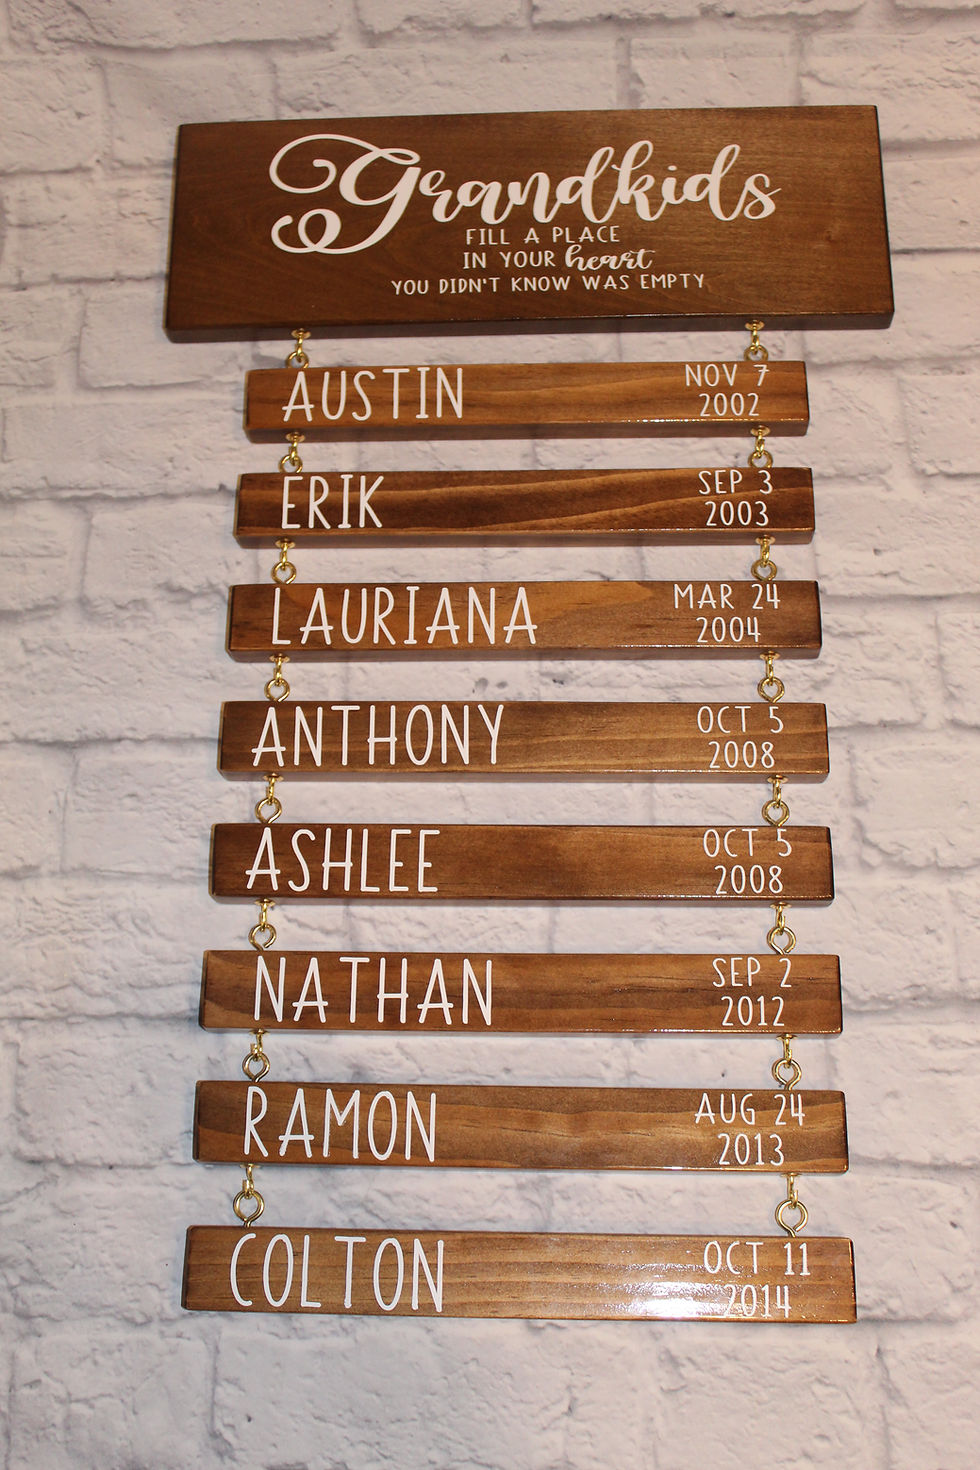 Grandkids
FILL A PLACE
IN YOUR heart
YOU DIDN'T KNOW WAS EMPTY
AUSTIN
NOV 7
2002
ERIK
SEP 3
2003
LAURIANA
MAR 24
2004
ANTHONY
OCT 5
2008
ASHLEE
OCT 5
2008
NATHAN
SEP 2
2012
RAMON
AUG 24
2013
COLTON
OCT 11
2014